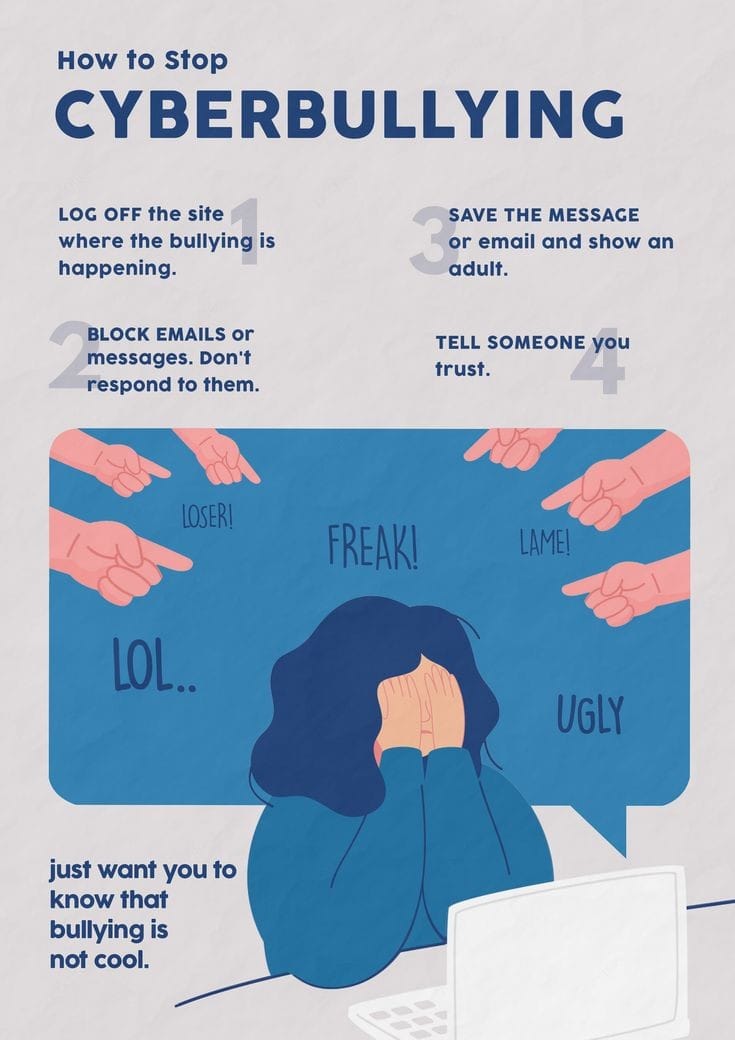 How to Stop
CYBERBULLYING
1
LOG OFF the site
where the bullying is
happening.
2
BLOCK EMAILS or
messages. Don't
respond to them.
3
SAVE THE MESSAGE
or email and show an
adult.
4
TELL SOMEONE you
trust.
LOSER!
FREAK!
LAME!
LOL..
UGLY
just want you to
know that
bullying is
not cool.